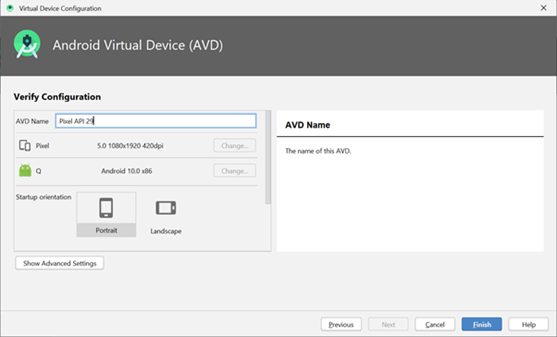 Virtual Device Configuration
Android Virtual Device (AVD)
Verify Configuration
AVD Name Pixel API 29
Pixel 5.0 1080x1920 420dpi Change...
Q Android 10.0 x86 Change...
Startup orientation
Portrait Landscape
Show Advanced Settings
AVD Name
The name of this AVD.
Previous Next Cancel Finish Help